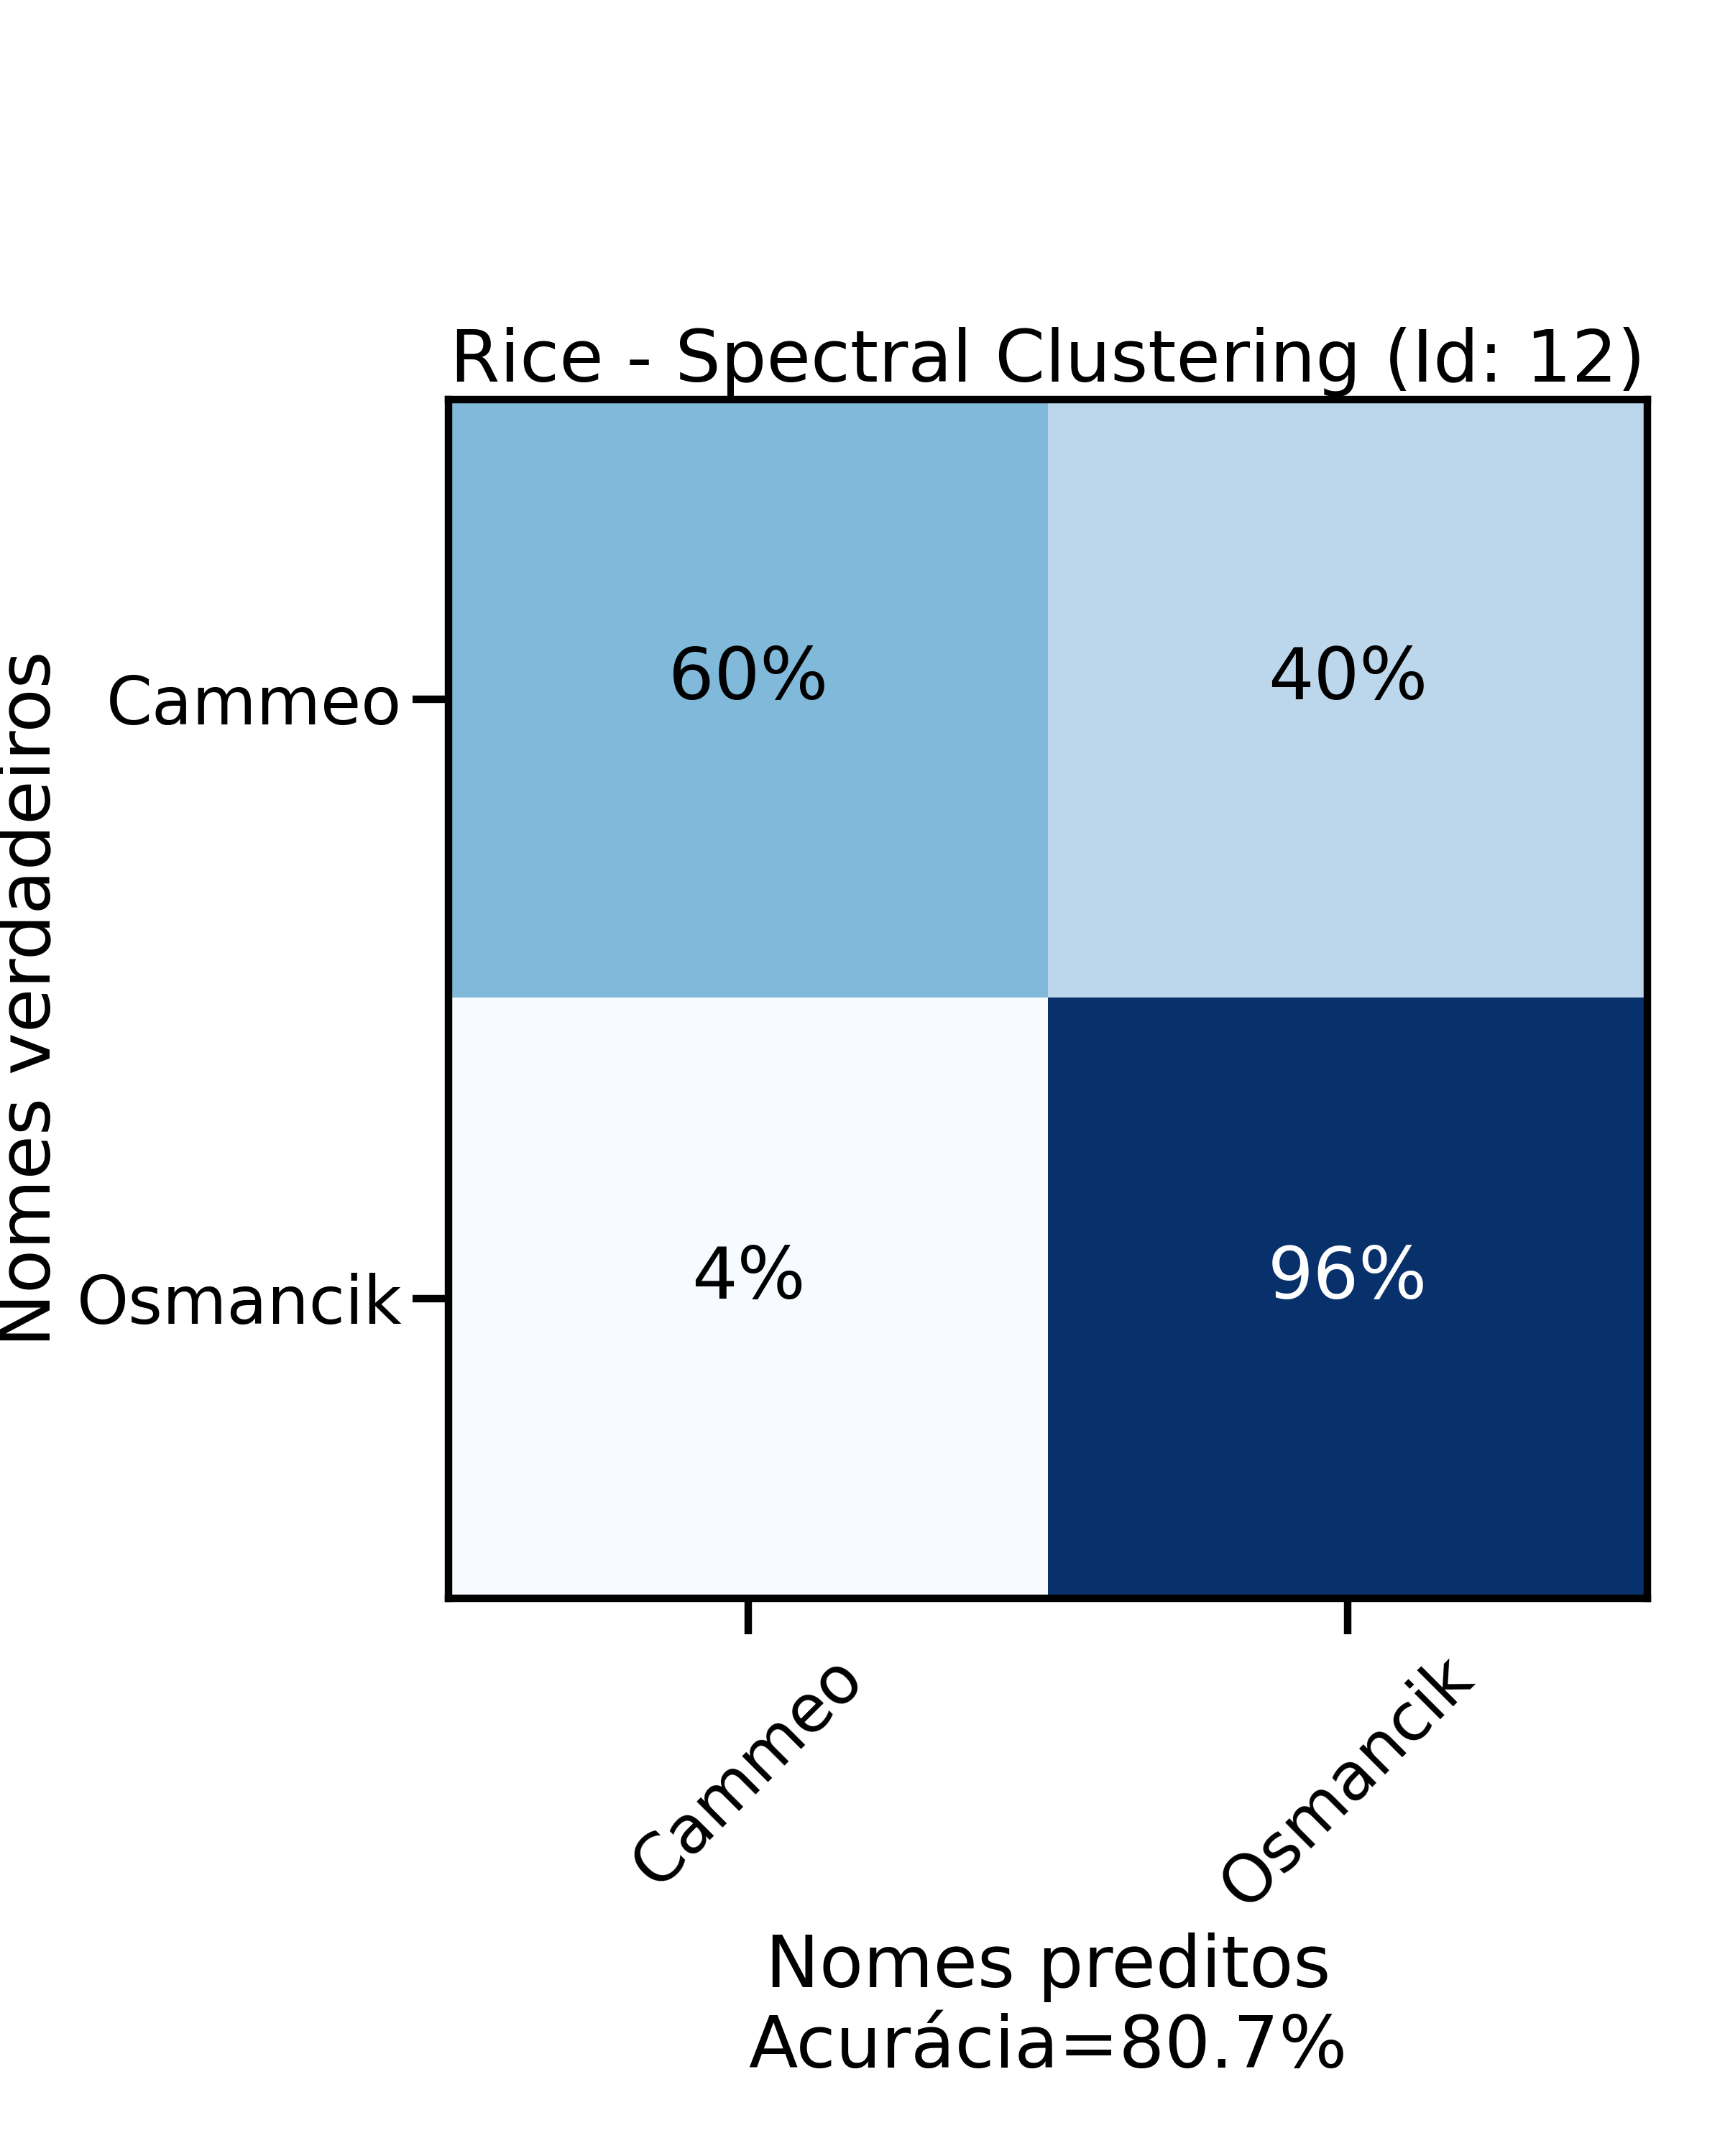 Rice - Spectral Clustering (Id: 12)
Nomes verdadeiros
Cammeo
60%
40%
Osmancik
4%
96%
Cammeo
Osmancik
Nomes preditos
Acurácia=80.7%